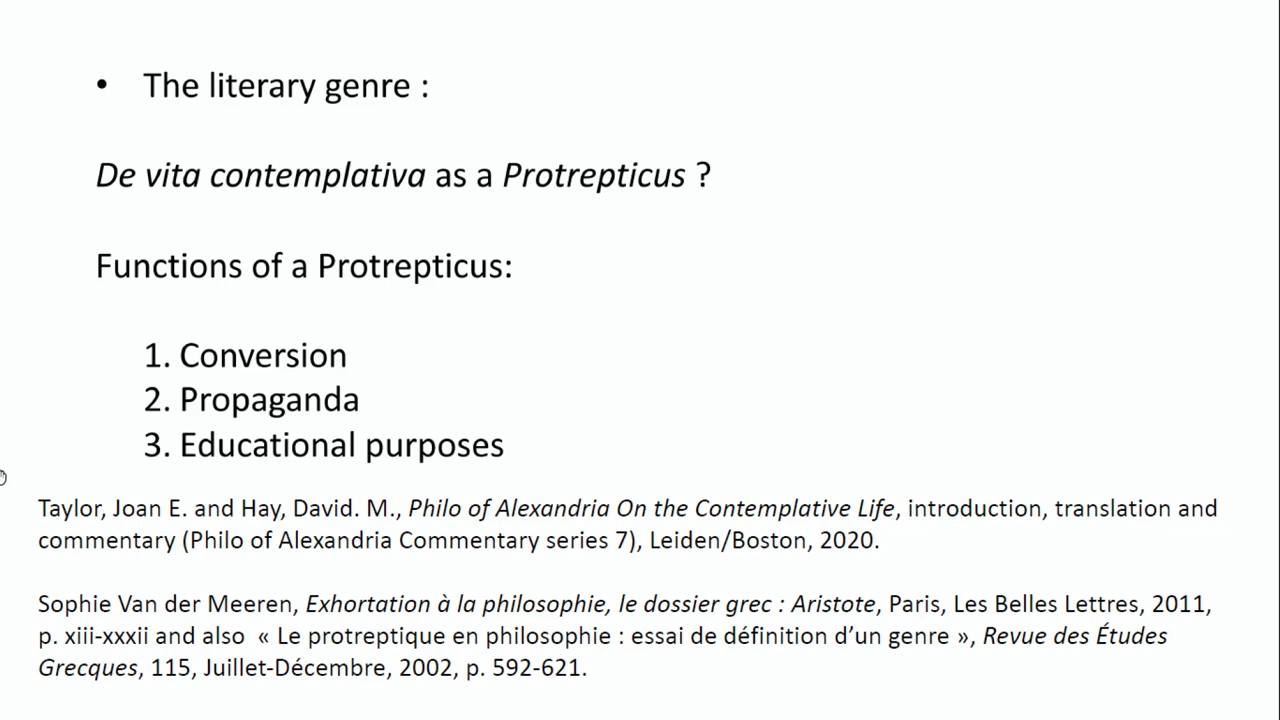 • The literary genre :
De vita contemplativa as a Protrepticus ?
Functions of a Protrepticus:
1. Conversion
2. Propaganda
3. Educational purposes
Taylor, Joan E. and Hay, David. M., Philo of Alexandria On the Contemplative Life, introduction, translation and
commentary (Philo of Alexandria Commentary series 7), Leiden/Boston, 2020.
Sophie Van der Meeren, Exhortation à la philosophie, le dossier grec : Aristote, Paris, Les Belles Lettres, 2011,
p. xiii-xxxii and also « Le protreptique en philosophie : essai de définition d’un genre », Revue des Études
Grecques, 115, Juillet-Décembre, 2002, p. 592-621.